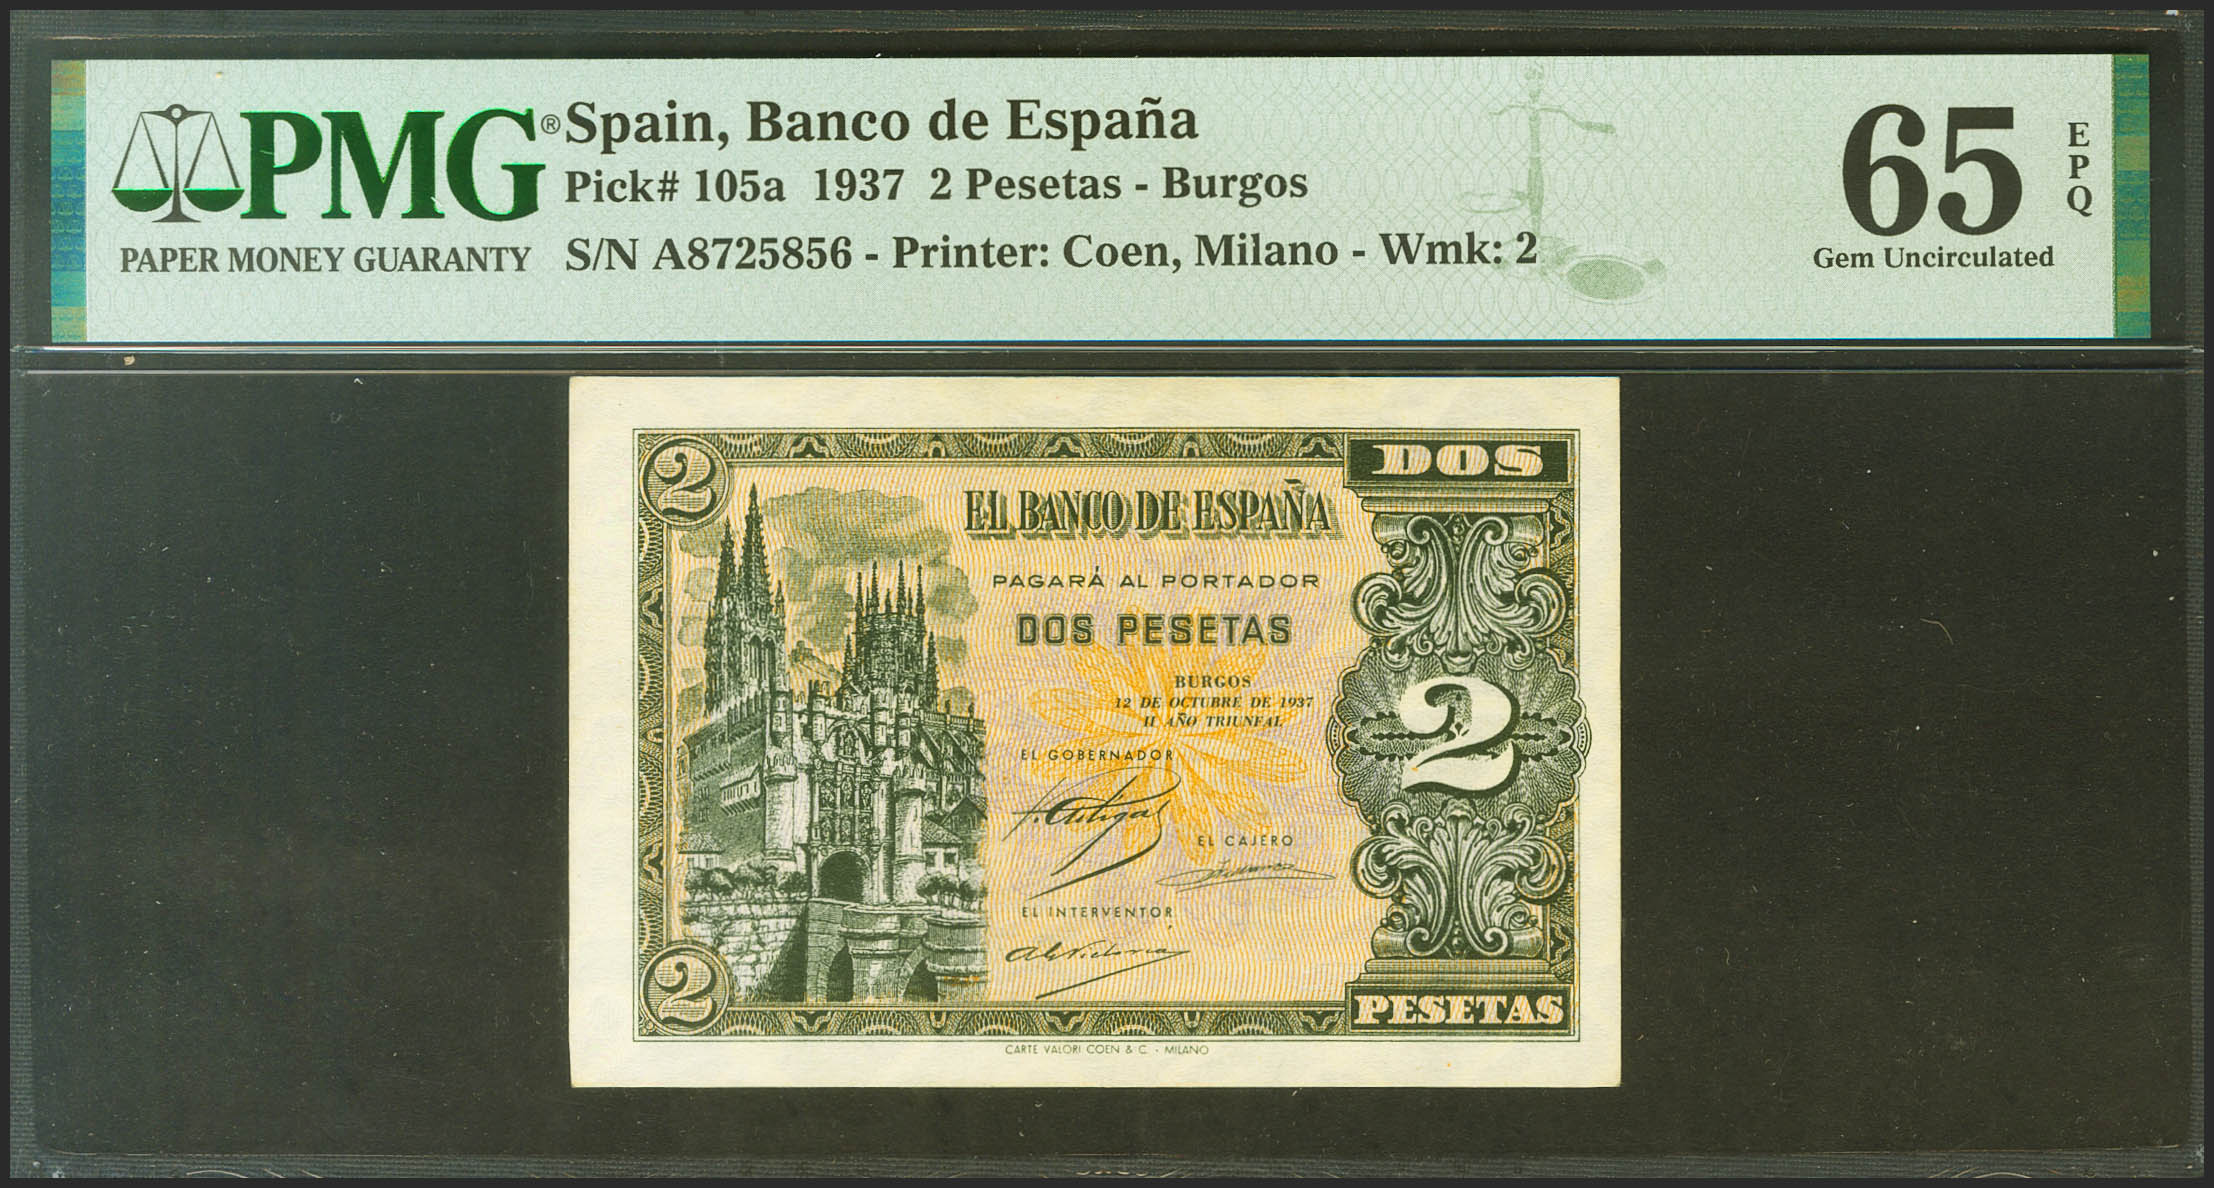 PMG®
PAPER MONEY GUARANTY
Spain, Banco de España
Pick# 105a 1937 2 Pesetas - Burgos
S/N A8725856 - Printer: Coen, Milano - Wmk: 2
65
EPQ
Gem Uncirculated
2
DOS
EL BANCO DE ESPAÑA
PAGARÁ AL PORTADOR
DOS PESETAS
BURGOS
12 DE OCTUBRE DE 1937
II AÑO TRIUNFAL
2
EL GOBERNADOR
EL CAJERO
EL INTERVENTOR
2
PESETAS
CARTE VALORI COEN & C. - MILANO